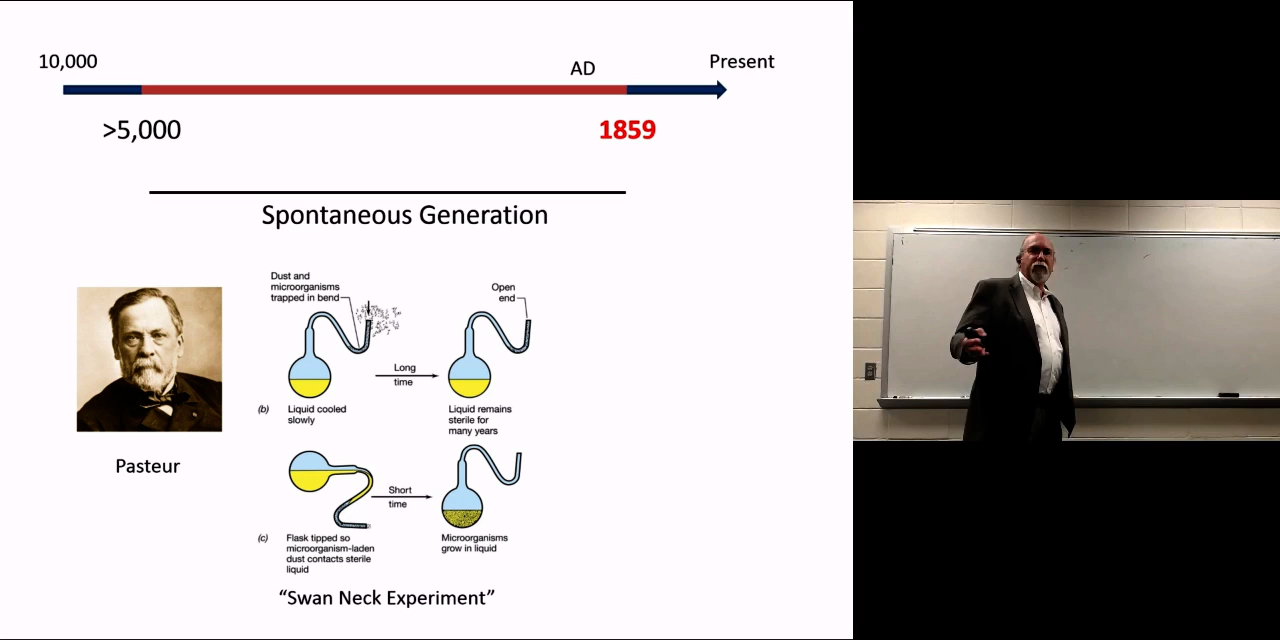 10,000
AD
Present
>5,000
1859
Spontaneous Generation
Dust and
microorganisms
trapped in bend
Open
end
Long
time
(b)
Liquid cooled
slowly
Liquid remains
sterile for
many years
Pasteur
Short
time
(c)
Flask tipped so
microorganism-laden
dust contacts sterile
liquid
Microorganisms
grow in liquid
“Swan Neck Experiment”